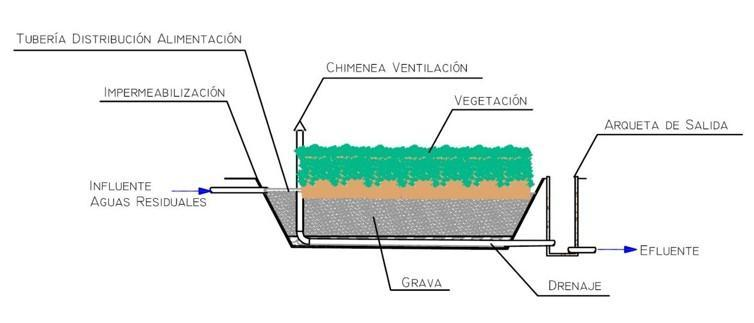 TUBERÍA DISTRIBUCIÓN ALIMENTACIÓN
CHIMENEA VENTILACIÓN
IMPERMEABILIZACIÓN
VEGETACIÓN
ARQUETA DE SALIDA
INFLUENTE
AGUAS RESIDUALES
EFLUENTE
GRAVA
DRENAJE